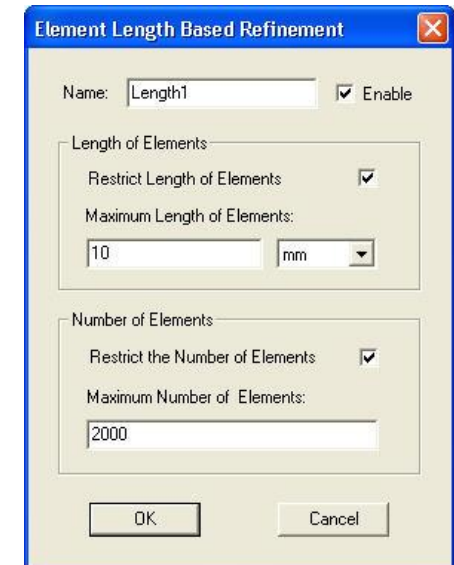 Element Length Based Refinement
Name: Length1 Enable
Length of Elements
Restrict Length of Elements
Maximum Length of Elements:
10 mm
Number of Elements
Restrict the Number of Elements
Maximum Number of Elements:
2000
OK Cancel